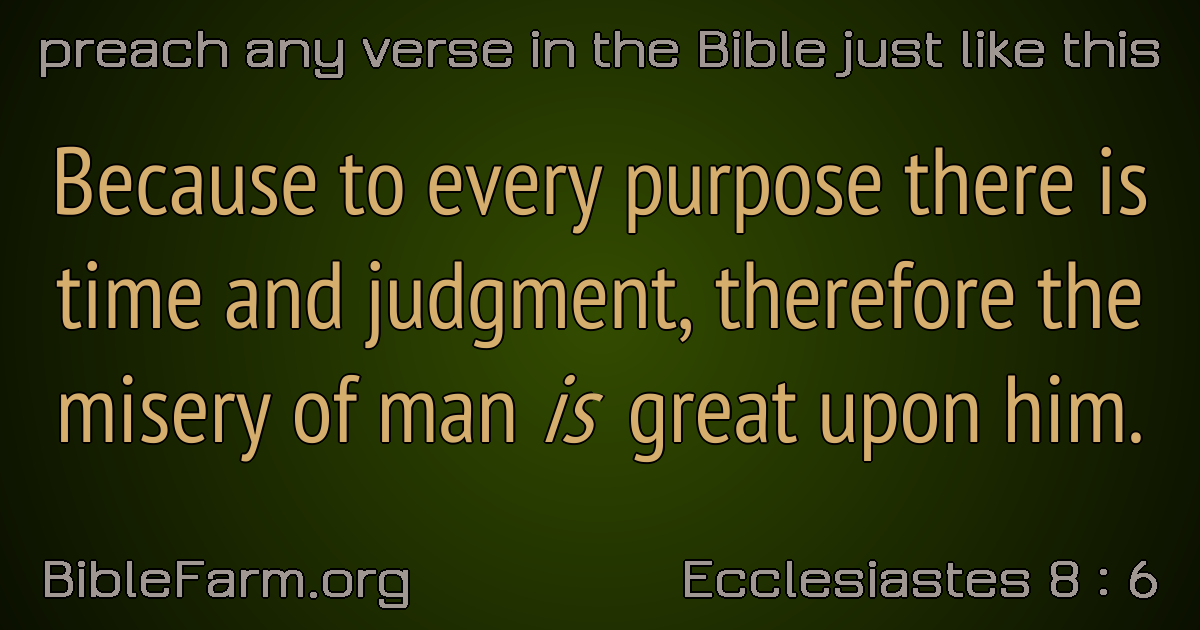 preach any verse in the Bible just like this
Because to every purpose there is
time and judgment, therefore the
misery of man is great upon him.
BibleFarm.org
Ecclesiastes 8 : 6